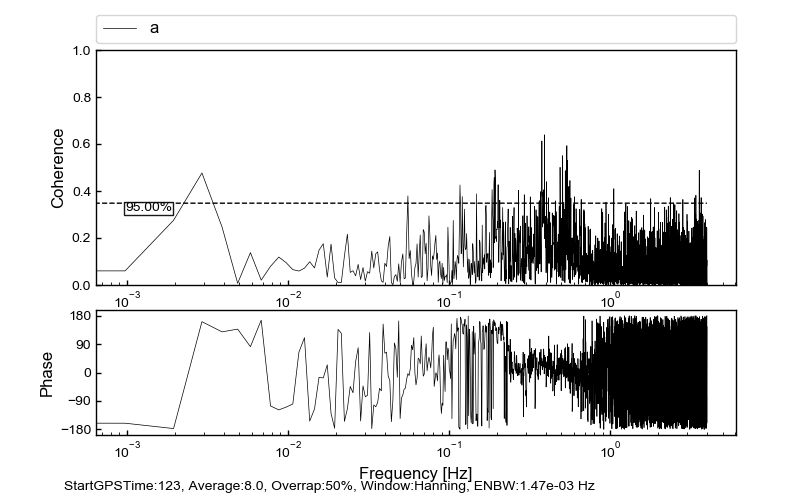 a
1.0
0.8
Coherence
0.6
0.4
95.00%
0.2
0.0
10⁻³ 10⁻² 10⁻¹ 10⁰
180
90
Phase
0
−90
−180
10⁻³ 10⁻² 10⁻¹ 10⁰
Frequency [Hz]
StartGPSTime:123, Average:8.0, Overrap:50%, Window:Hanning, ENBW:1.47e-03 Hz